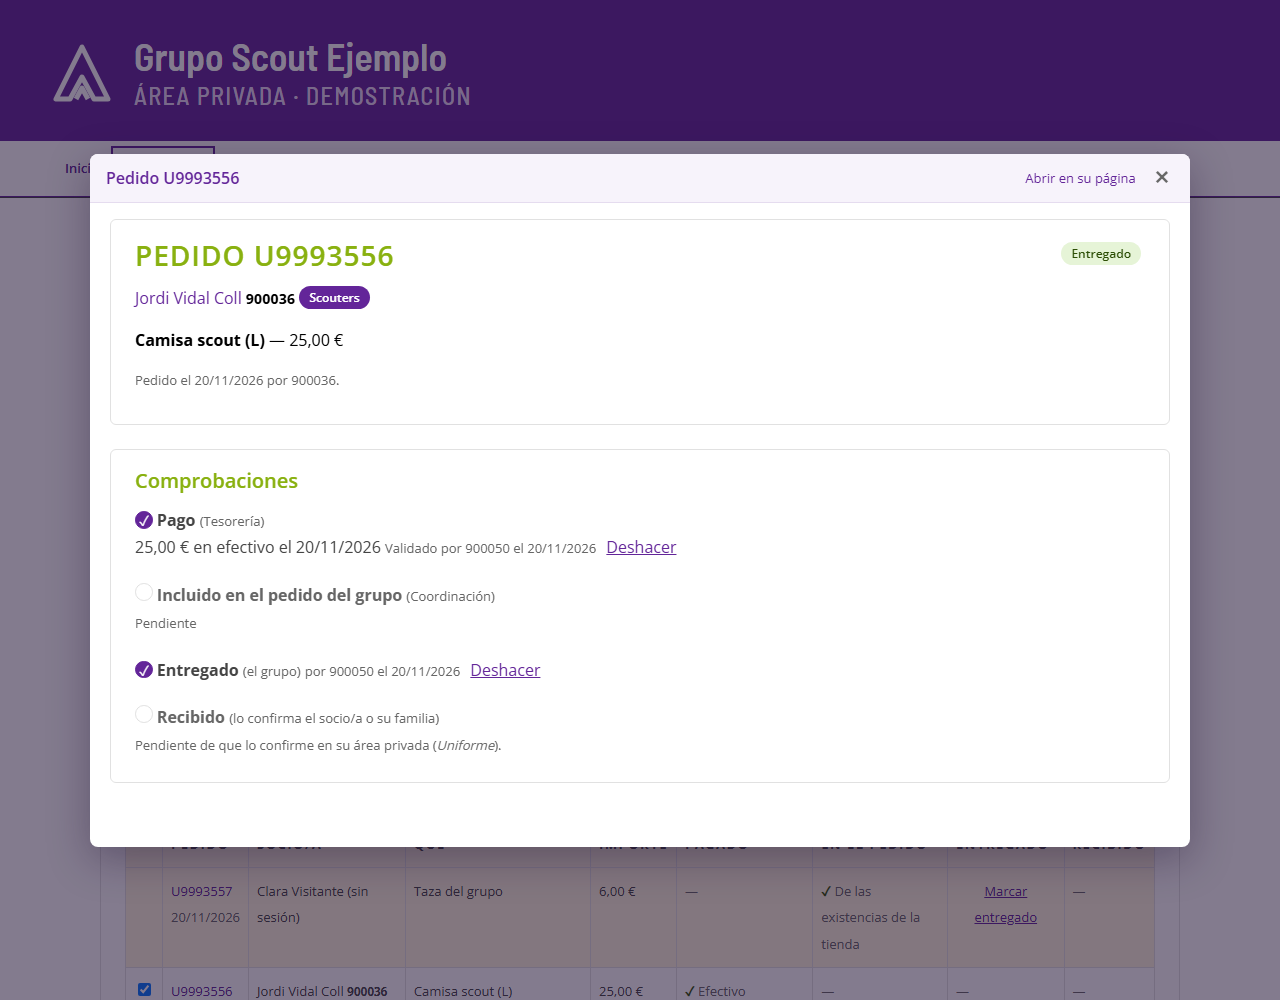 Grupo Scout Ejemplo
ÁREA PRIVADA · DEMOSTRACIÓN
Pedido U9993556
Abrir en su página ✕
PEDIDO U9993556
Entregado
Jordi Vidal Coll 900036 Scouters
Camisa scout (L) — 25,00 €
Pedido el 20/11/2026 por 900036.
Comprobaciones
✓ Pago (Tesorería)
25,00 € en efectivo el 20/11/2026 Validado por 900050 el 20/11/2026 Deshacer
Incluido en el pedido del grupo (Coordinación)
Pendiente
✓ Entregado (el grupo) por 900050 el 20/11/2026 Deshacer
Recibido (lo confirma el socio/a o su familia)
Pendiente de que lo confirme en su área privada (Uniforme).
U9993557 Clara Visitante (sin Taza del grupo 6,00 € — ✓ De las Marcar —
20/11/2026 sesión) existencias de la entregado
tienda
U9993556 Jordi Vidal Coll 900036 Camisa scout (L) 25,00 € ✓ Efectivo — — —